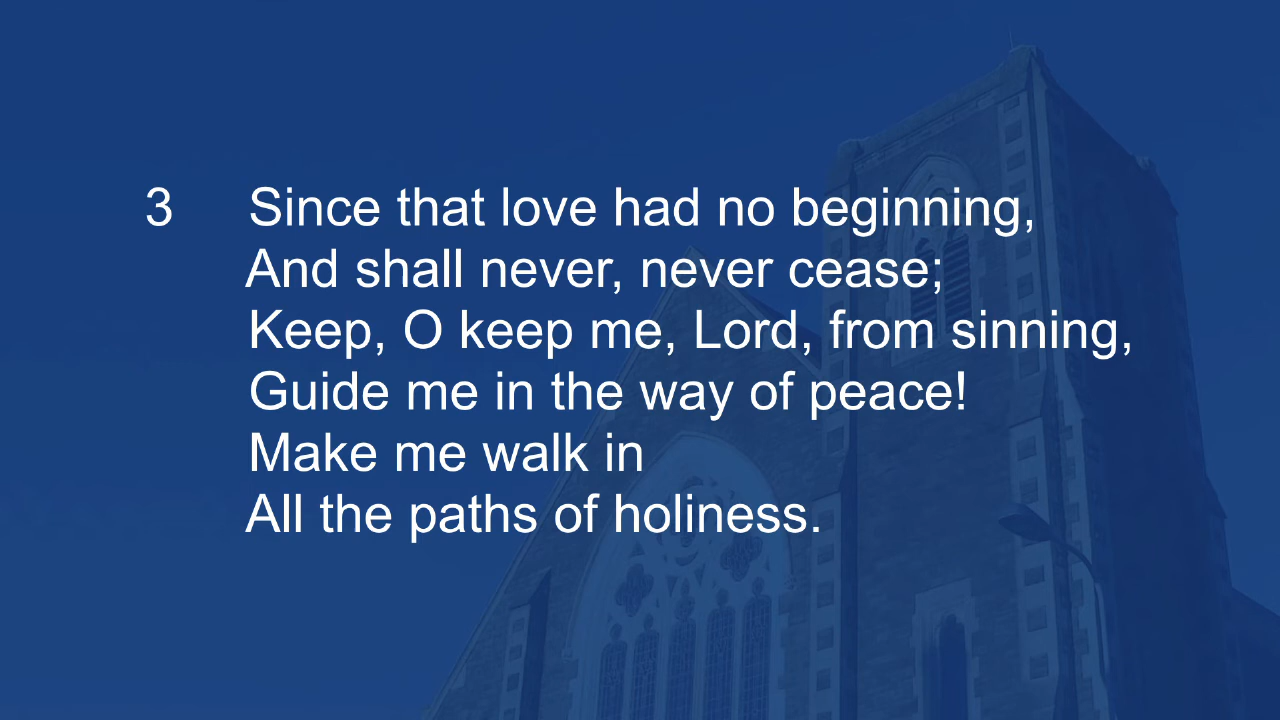 3 Since that love had no beginning,
And shall never, never cease;
Keep, O keep me, Lord, from sinning,
Guide me in the way of peace!
Make me walk in
All the paths of holiness.